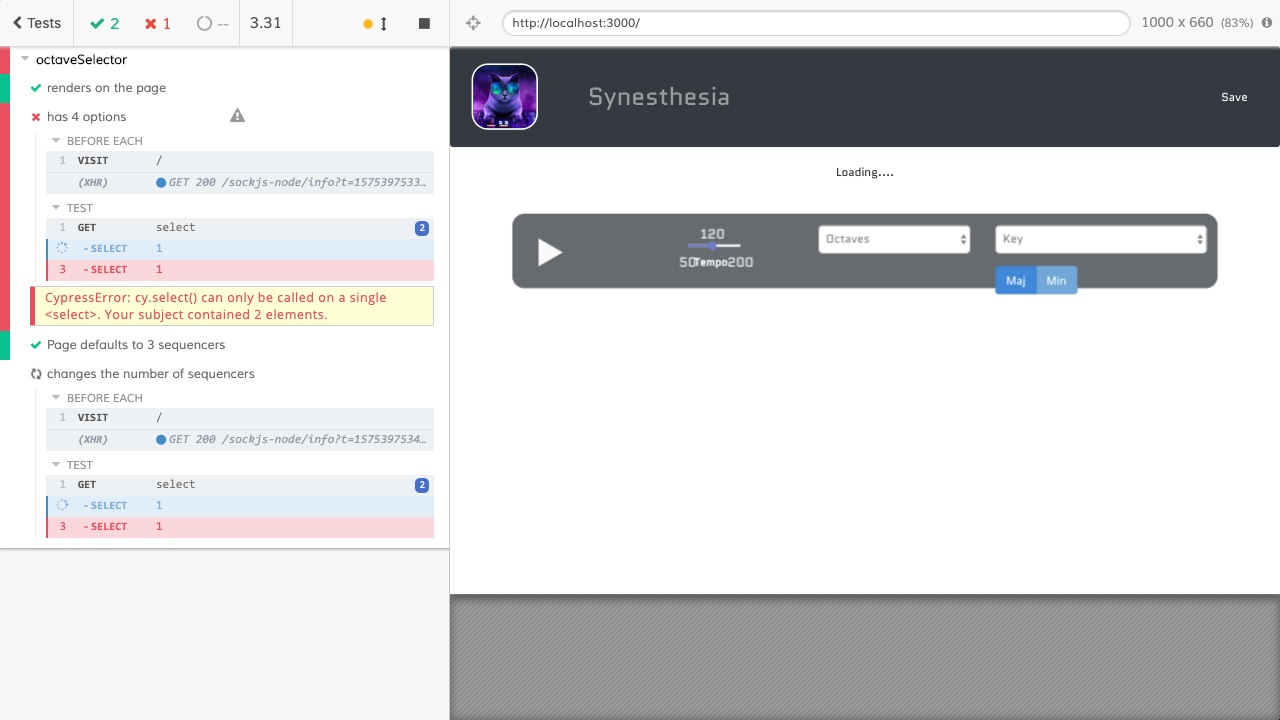 Tests 2 1 -- 3.31
http://localhost:3000/ 1000 x 660 (83%)
octaveSelector
renders on the page
has 4 options
BEFORE EACH
1 VISIT /
(XHR) GET 200 /sockjs-node/info?t=1575397533…
TEST
1 GET select 2
- SELECT 1
3 - SELECT 1
CypressError: cy.select() can only be called on a single
<select>. Your subject contained 2 elements.
Page defaults to 3 sequencers
changes the number of sequencers
BEFORE EACH
1 VISIT /
(XHR) GET 200 /sockjs-node/info?t=1575397534…
TEST
1 GET select 2
- SELECT 1
3 - SELECT 1
Synesthesia
Save
Loading....
120
50 Tempo 200
Octaves
Key
Maj Min